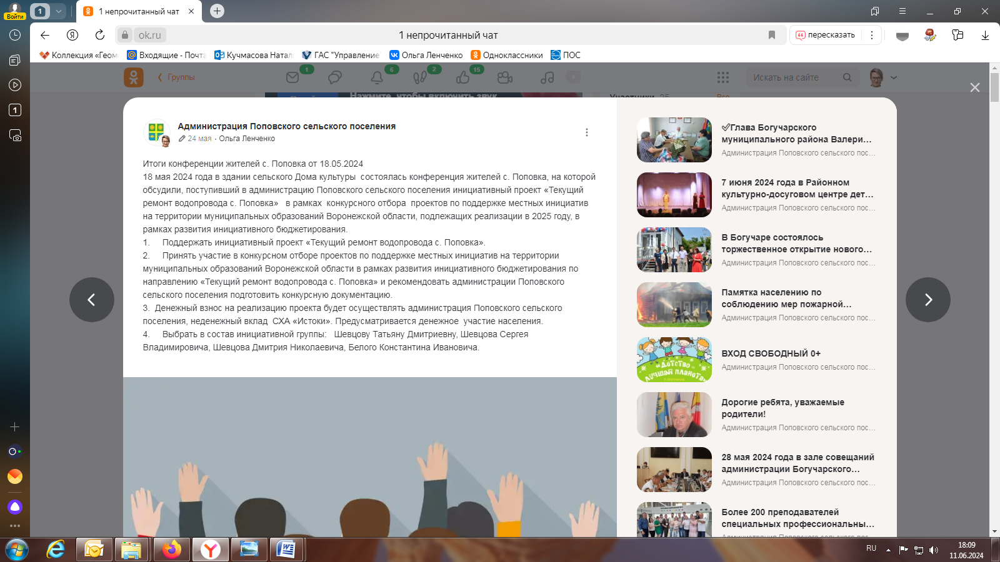 Войти
1
1 непрочитанный чат
ok.ru
1 непрочитанный чат
пересказать
Коллекция «Геом
Входящие - Почта
Кучмасова Натал
ГАС "Управление"
Ольга Ленченко
Одноклассники
ПОС
1
Группы
1
6
2
15
Искать на сайте
Нажмите, чтобы включить звук
Участники 25
Все
Администрация Поповского сельского поселения
24 мая · Ольга Ленченко
Итоги конференции жителей с. Поповка от 18.05.2024
18 мая 2024 года в здании сельского Дома культуры состоялась конференция жителей с. Поповка, на которой
обсудили, поступивший в администрацию Поповского сельского поселения инициативный проект «Текущий
ремонт водопровода с. Поповка» в рамках конкурсного отбора проектов по поддержке местных инициатив
на территории муниципальных образований Воронежской области, подлежащих реализации в 2025 году, в
рамках развития инициативного бюджетирования.
1. Поддержать инициативный проект «Текущий ремонт водопровода с. Поповка».
2. Принять участие в конкурсном отборе проектов по поддержке местных инициатив на территории
муниципальных образований Воронежской области в рамках развития инициативного бюджетирования по
направлению «Текущий ремонт водопровода с. Поповка» и рекомендовать администрации Поповского
сельского поселения подготовить конкурсную документацию.
3. Денежный взнос на реализацию проекта будет осуществлять администрация Поповского сельского
поселения, неденежный вклад СХА «Истоки». Предусматривается денежное участие населения.
4. Выбрать в состав инициативной группы: Шевцову Татьяну Дмитриевну, Шевцова Сергея
Владимировича, Шевцова Дмитрия Николаевича, Белого Константина Ивановича.
✅Глава Богучарского
муниципального района Валери…
Администрация Поповского сельского пос…
7 июня 2024 года в Районном
культурно-досуговом центре дет…
Администрация Поповского сельского пос…
В Богучаре состоялось
торжественное открытие нового…
Администрация Поповского сельского пос…
Памятка населению по
соблюдению мер пожарной…
Администрация Поповского сельского пос…
«Детство -
лучшая планета»
ВХОД СВОБОДНЫЙ 0+
Администрация Поповского сельского пос…
Дорогие ребята, уважаемые
родители!
Администрация Поповского сельского пос…
28 мая 2024 года в зале совещаний
администрации Богучарского…
Администрация Поповского сельского пос…
Более 200 преподавателей
специальных профессиональны…
Администрация Поповского сельского пос…
RU
18:09
11.06.2024